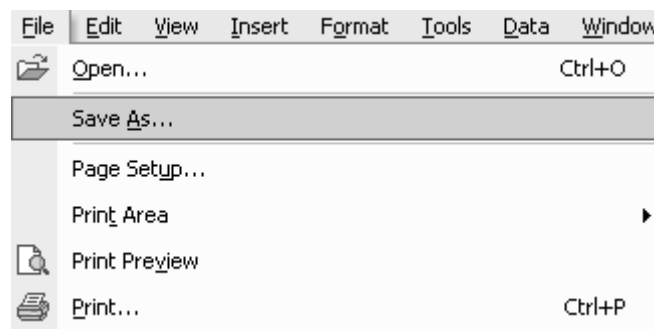 File Edit View Insert Format Tools Data Window
Open... Ctrl+O
Save As...
Page Setup...
Print Area
Print Preview
Print... Ctrl+P